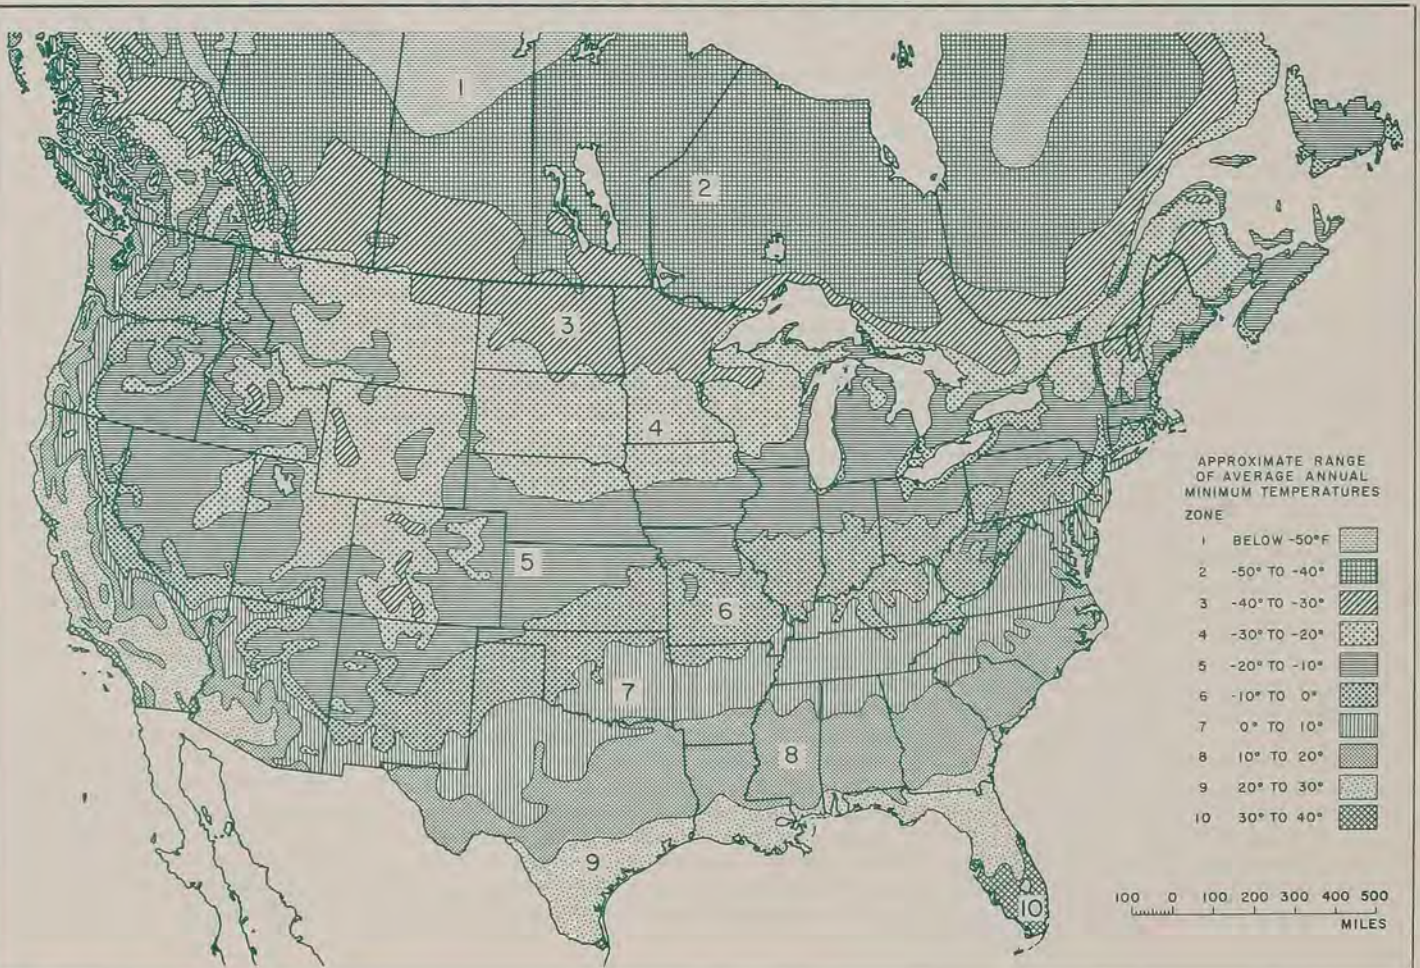 1
2
3
4
5
6
7
8
9
10
APPROXIMATE RANGE
OF AVERAGE ANNUAL
MINIMUM TEMPERATURES
ZONE
1 BELOW -50°F
2 -50° TO -40°
3 -40° TO -30°
4 -30° TO -20°
5 -20° TO -10°
6 -10° TO 0°
7 0° TO 10°
8 10° TO 20°
9 20° TO 30°
10 30° TO 40°
100 0 100 200 300 400 500
MILES